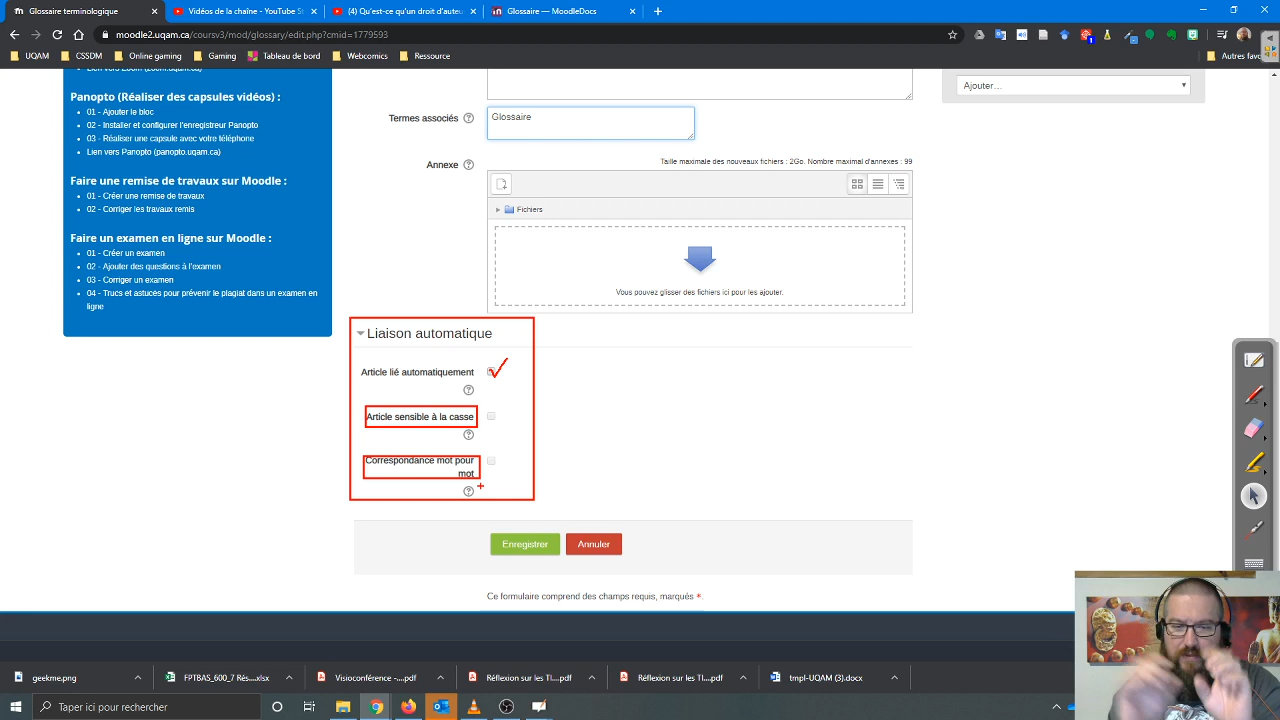 Glossaire terminologique
Vidéos de la chaîne - YouTube St
(4) Qu'est-ce qu'un droit d'auteu
Glossaire — MoodleDocs
moodle2.uqam.ca/coursv3/mod/glossary/edit.php?cmid=1779593
UQAM
CSSDM
Online gaming
Gaming
Tableau de bord
Webcomics
Ressource
Autres favo
Panopto (Réaliser des capsules vidéos) :
01 - Ajouter le bloc
02 - Installer et configurer l'enregistreur Panopto
03 - Réaliser une capsule avec votre téléphone
Lien vers Panopto (panopto.uqam.ca)
Faire une remise de travaux sur Moodle :
01 - Créer une remise de travaux
02 - Corriger les travaux remis
Faire un examen en ligne sur Moodle :
01 - Créer un examen
02 - Ajouter des questions à l'examen
03 - Corriger un examen
04 - Trucs et astuces pour prévenir le plagiat dans un examen en
ligne
Ajouter...
Termes associés
Glossaire
Annexe
Taille maximale des nouveaux fichiers : 2Go. Nombre maximal d'annexes : 99
Fichiers
Vous pouvez glisser des fichiers ici pour les ajouter.
Liaison automatique
Article lié automatiquement
Article sensible à la casse
Correspondance mot pour
mot
Enregistrer
Annuler
Ce formulaire comprend des champs requis, marqués *
geekme.png
FPTBAS_600_7 Rés....xlsx
Visioconférence -....pdf
Réflexion sur les TI....pdf
Réflexion sur les TI....pdf
tmpl-UQAM (3).docx
Taper ici pour rechercher